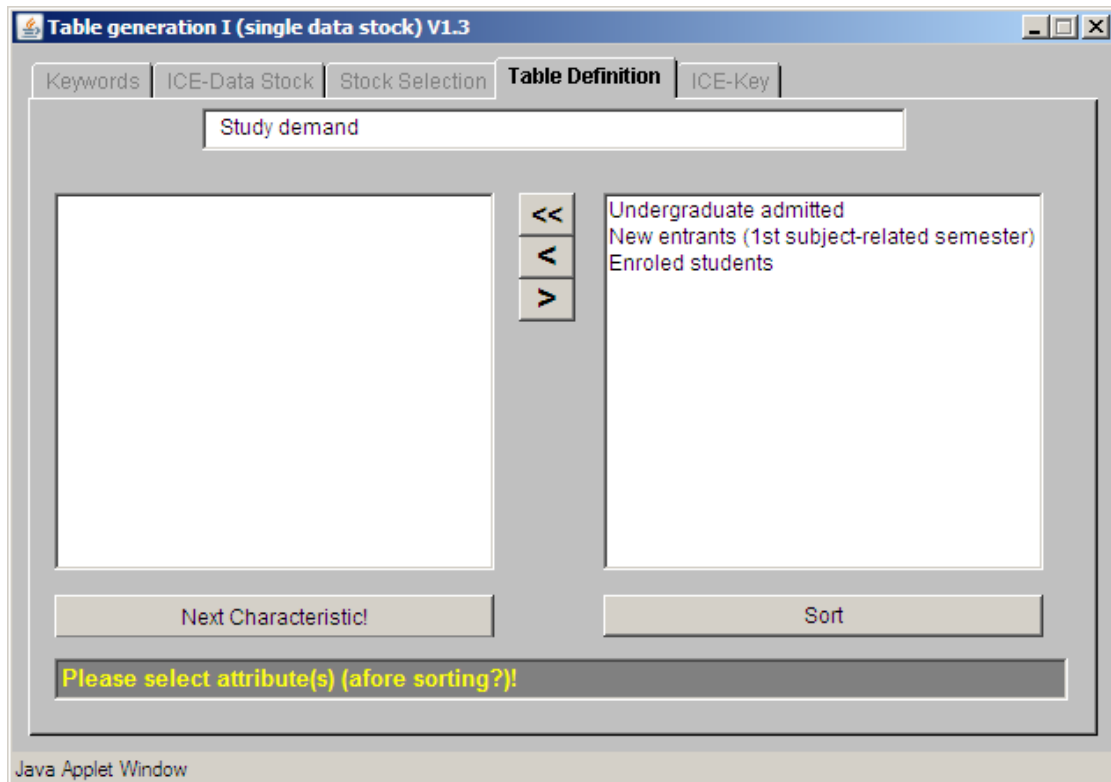 Table generation I (single data stock) V1.3
Keywords ICE-Data Stock Stock Selection Table Definition ICE-Key
Study demand
<<
<
>
Undergraduate admitted
New entrants (1st subject-related semester)
Enroled students
Next Characteristic! Sort
Please select attribute(s) (afore sorting?)!
Java Applet Window